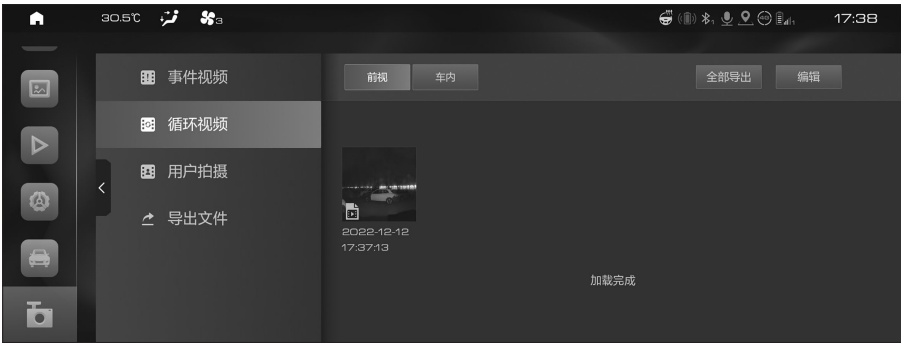 30.5℃ 3 17:38
事件视频
循环视频
用户拍摄
导出文件
前视 车内 全部导出 编辑
2022-12-12
17:37:13
加载完成